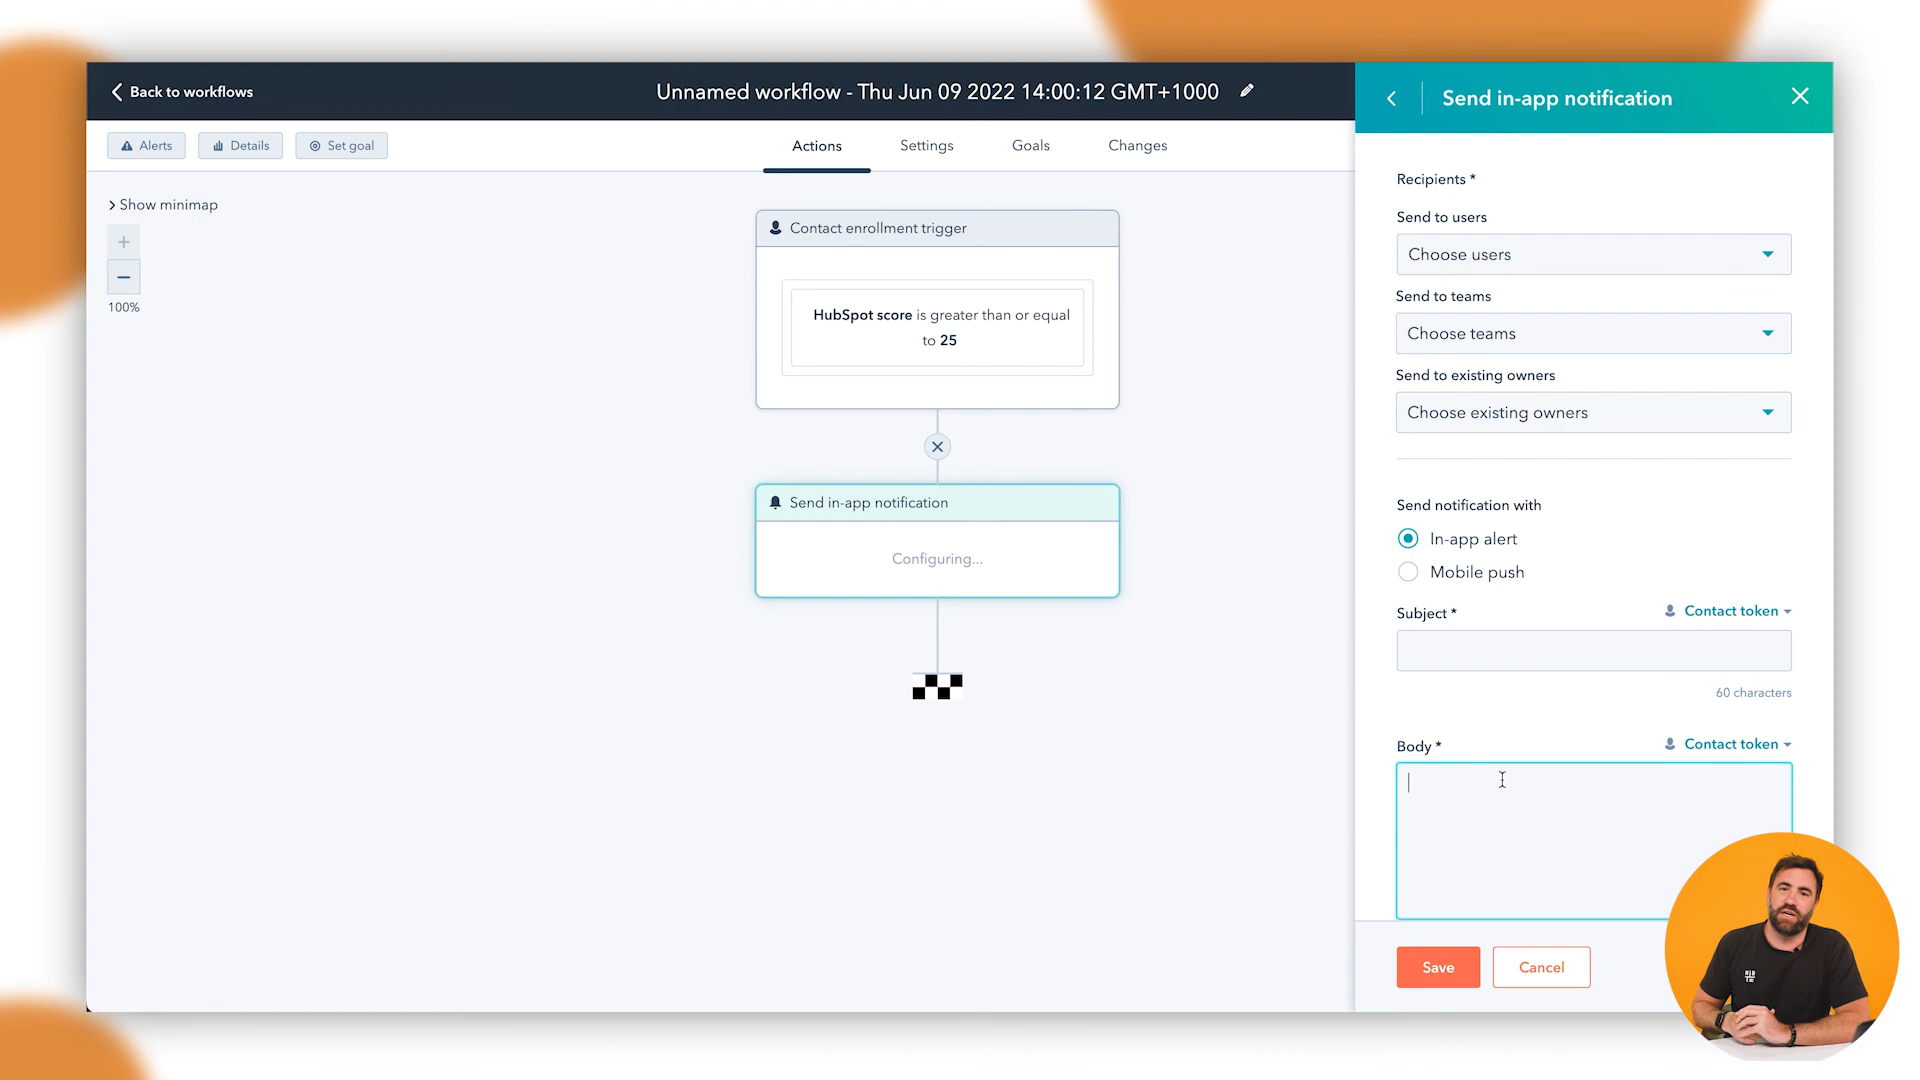 Back to workflows
Unnamed workflow - Thu Jun 09 2022 14:00:12 GMT+1000
Send in-app notification
Alerts
Details
Set goal
Actions
Settings
Goals
Changes
Show minimap
100%
Contact enrollment trigger
HubSpot score is greater than or equal
to 25
Send in-app notification
Configuring...
Recipients *
Send to users
Choose users
Send to teams
Choose teams
Send to existing owners
Choose existing owners
Send notification with
In-app alert
Mobile push
Subject *
Contact token
60 characters
Body *
Contact token
Save
Cancel